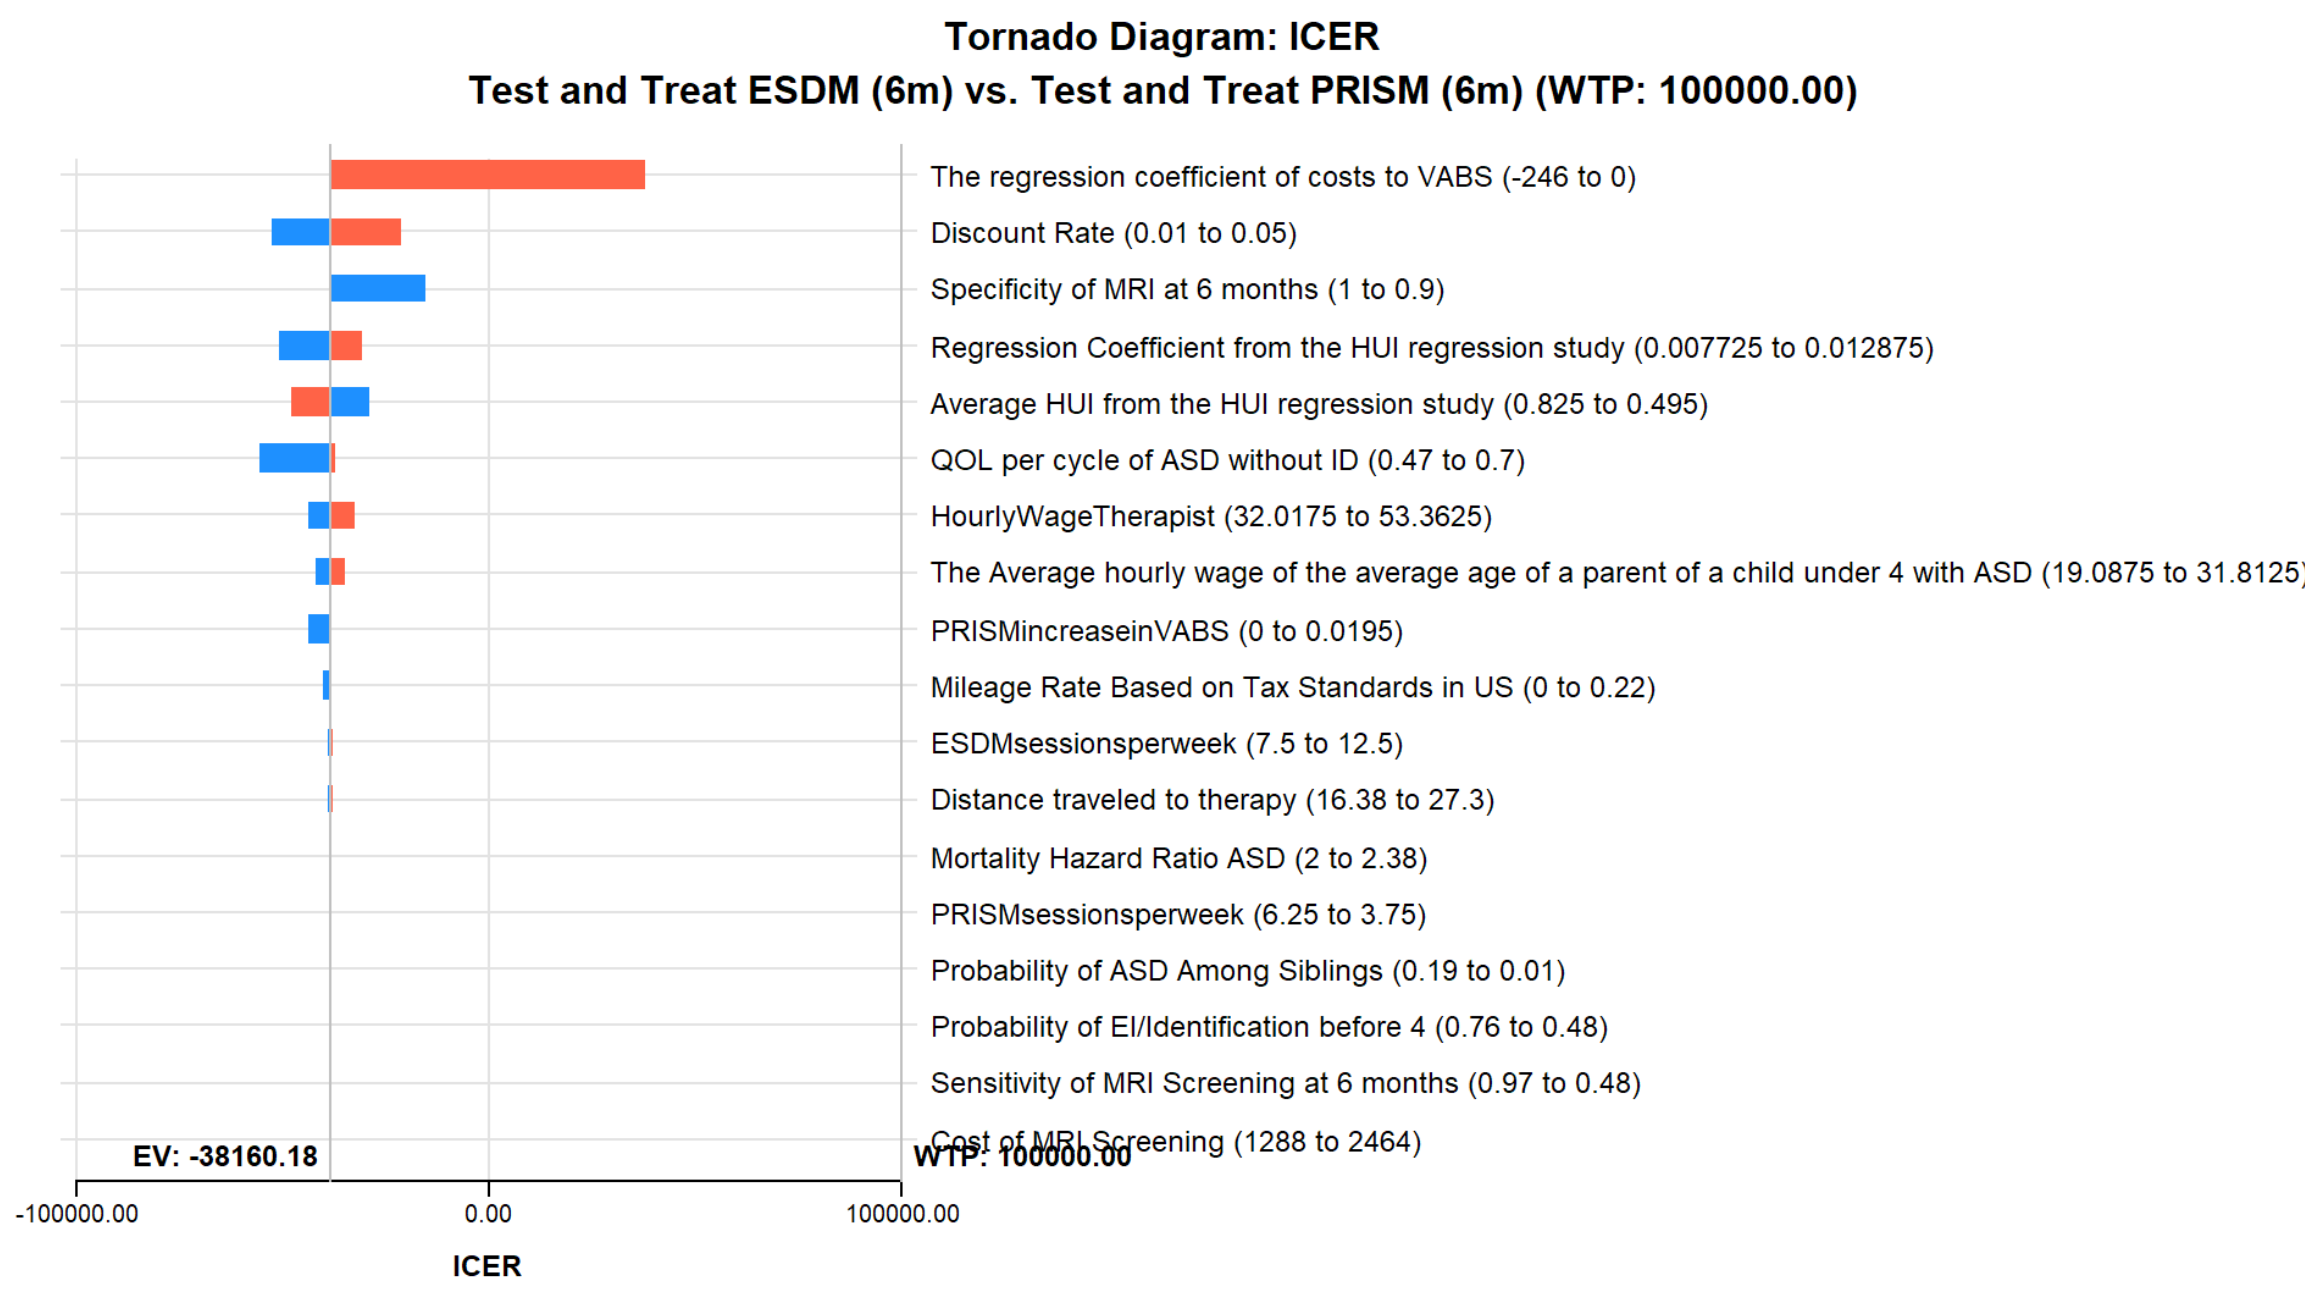 Tornado Diagram: ICER
Test and Treat ESDM (6m) vs. Test and Treat PRISM (6m) (WTP: 100000.00)
The regression coefficient of costs to VABS (-246 to 0)
Discount Rate (0.01 to 0.05)
Specificity of MRI at 6 months (1 to 0.9)
Regression Coefficient from the HUI regression study (0.007725 to 0.012875)
Average HUI from the HUI regression study (0.825 to 0.495)
QOL per cycle of ASD without ID (0.47 to 0.7)
HourlyWageTherapist (32.0175 to 53.3625)
The Average hourly wage of the average age of a parent of a child under 4 with ASD (19.0875 to 31.8125)
PRISMincreaseinVABS (0 to 0.0195)
Mileage Rate Based on Tax Standards in US (0 to 0.22)
ESDMsessionsperweek (7.5 to 12.5)
Distance traveled to therapy (16.38 to 27.3)
Mortality Hazard Ratio ASD (2 to 2.38)
PRISMsessionsperweek (6.25 to 3.75)
Probability of ASD Among Siblings (0.19 to 0.01)
Probability of EI/Identification before 4 (0.76 to 0.48)
Sensitivity of MRI Screening at 6 months (0.97 to 0.48)
Cost of MRI Screening (1288 to 2464)
EV: -38160.18
WTP: 100000.00
-100000.00
0.00
100000.00
ICER